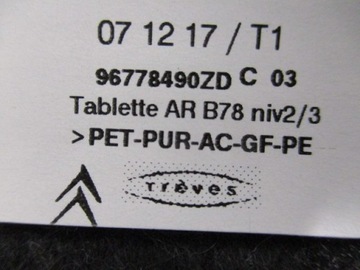 07 12 17 / T1
96778490ZD C 03
Tablette AR B78 niv2/3
>PET-PUR-AC-GF-PE
Trèves